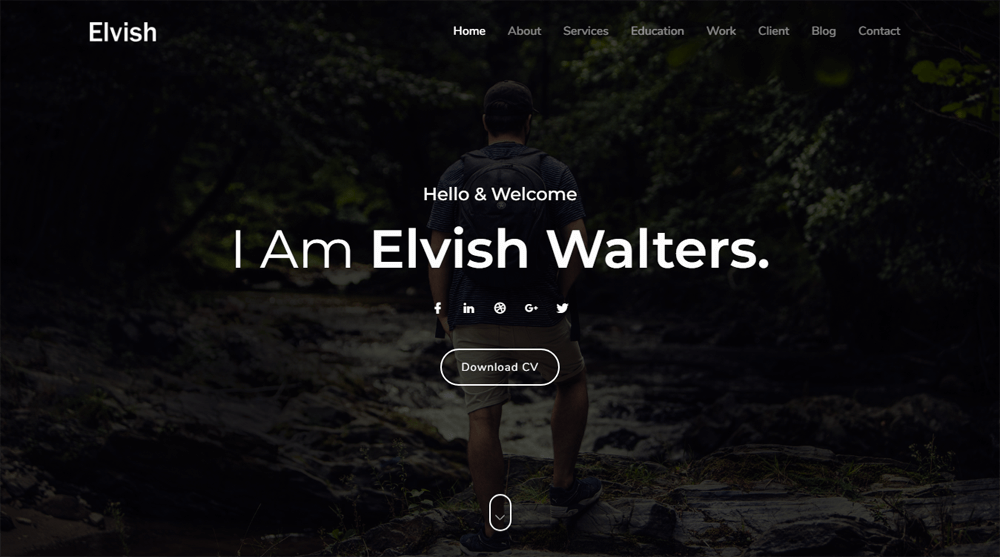 Elvish
Home About Services Education Work Client Blog Contact
Hello & Welcome
I Am Elvish Walters.
Download CV